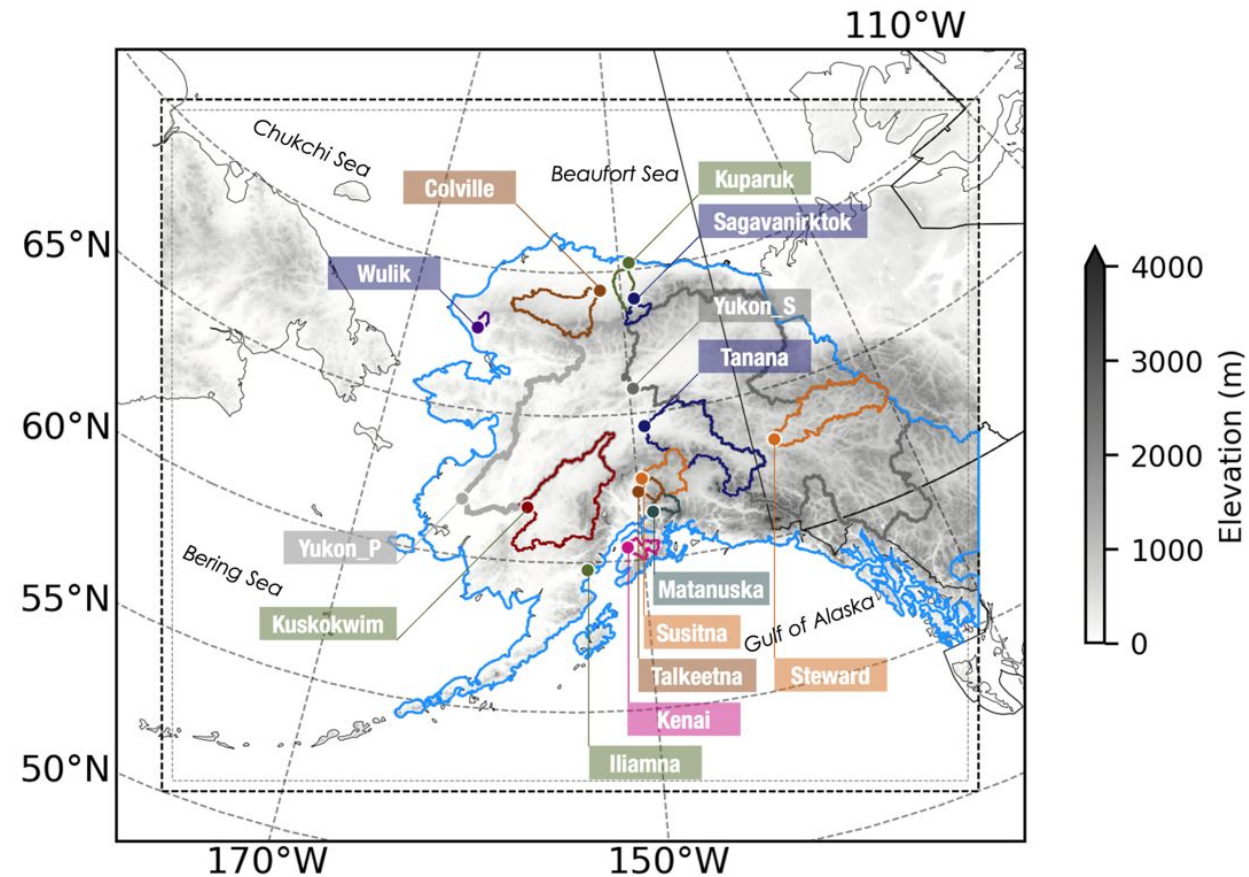 110°W
Chukchi Sea
Beaufort Sea
Kuparuk
Colville
Sagavanirktok
65°N
Wulik
4000
Yukon_S
Tanana
3000
60°N
2000
Yukon_P
Bering Sea
1000
Matanuska
55°N
Kuskokwim
Susitna
Gulf of Alaska
0
Talkeetna
Steward
Kenai
Iliamna
50°N
170°W
150°W
Elevation (m)